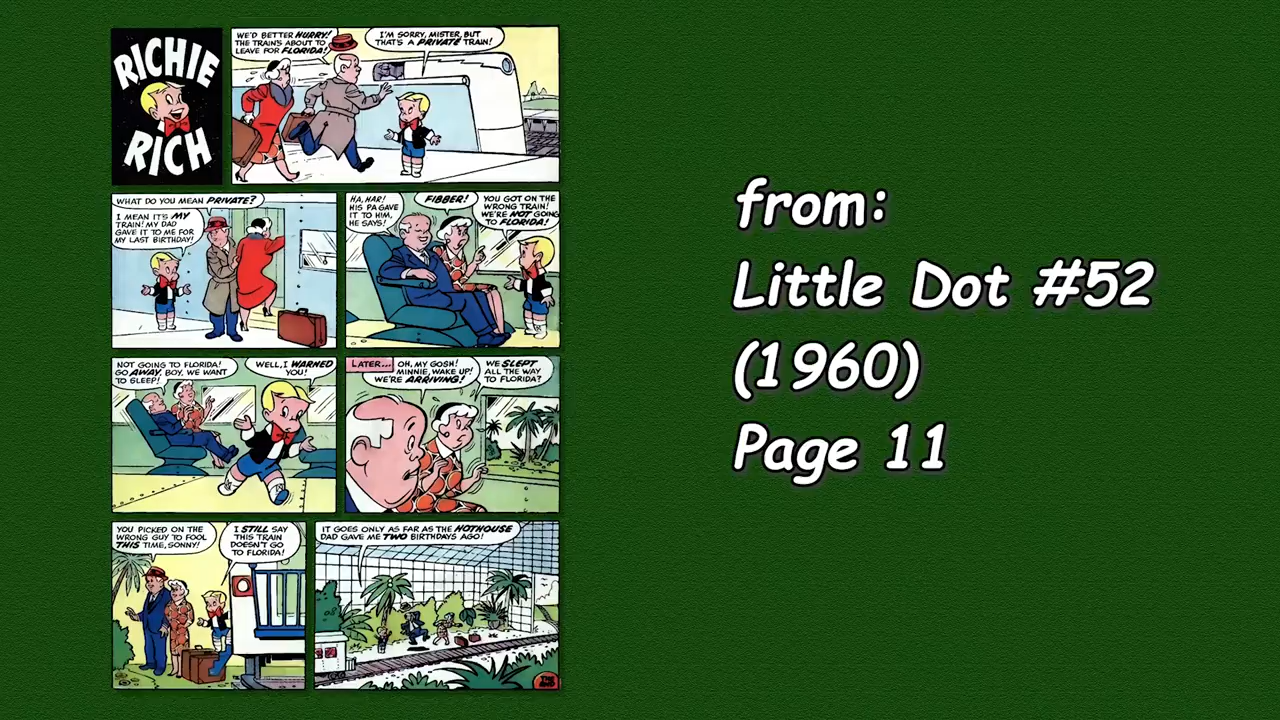 RICHIE
RICH
WE'D BETTER HURRY!
THE TRAIN'S ABOUT TO
LEAVE FOR FLORIDA!
I'M SORRY, MISTER, BUT
THAT'S A PRIVATE TRAIN!
WHAT DO YOU MEAN PRIVATE?
I MEAN IT'S MY
TRAIN! MY DAD
GAVE IT TO ME FOR
MY LAST BIRTHDAY!
HA, HAR!
HIS PA GAVE
IT TO HIM,
HE SAYS!
FIBBER!
YOU GOT ON THE
WRONG TRAIN!
WE'RE NOT GOING
TO FLORIDA!
NOT GOING TO FLORIDA!
GO AWAY, BOY, WE WANT
TO SLEEP!
WELL, I WARNED
YOU!
LATER...
OH, MY GOSH!
MINNIE, WAKE UP!
WE'RE ARRIVING!
WE SLEPT
ALL THE WAY
TO FLORIDA?
YOU PICKED ON THE
WRONG GUY TO FOOL
THIS TIME, SONNY!
I STILL SAY
THIS TRAIN
DOESN'T GO
TO FLORIDA!
IT GOES ONLY AS FAR AS THE HOTHOUSE
DAD GAVE ME TWO BIRTHDAYS AGO!
THE
END
from:
Little Dot #52
(1960)
Page 11